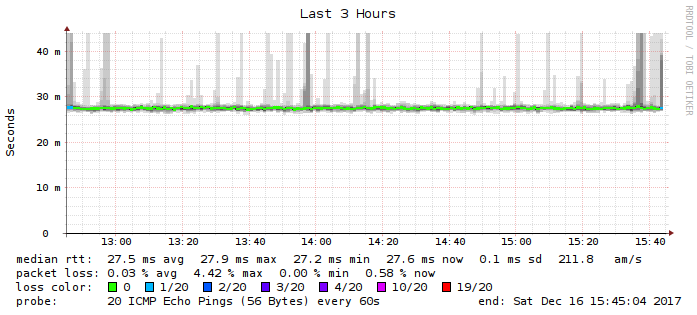 Last 3 Hours
RRDTOOL / TOBI OETIKER
Seconds
40 m
30 m
20 m
10 m
0
13:00 13:20 13:40 14:00 14:20 14:40 15:00 15:20 15:40
median rtt: 27.5 ms avg 27.9 ms max 27.2 ms min 27.6 ms now 0.1 ms sd 211.8 am/s
packet loss: 0.03 % avg 4.42 % max 0.00 % min 0.58 % now
loss color: 0 1/20 2/20 3/20 4/20 10/20 19/20
probe: 20 ICMP Echo Pings (56 Bytes) every 60s end: Sat Dec 16 15:45:04 2017